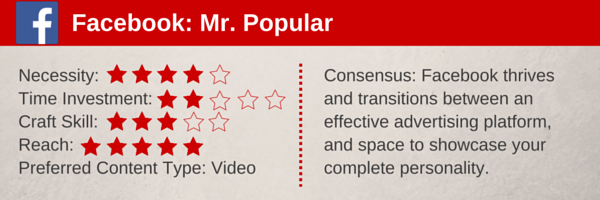 Facebook: Mr. Popular
Necessity:
Time Investment:
Craft Skill:
Reach:
Preferred Content Type: Video
Consensus: Facebook thrives
and transitions between an
effective advertising platform,
and space to showcase your
complete personality.